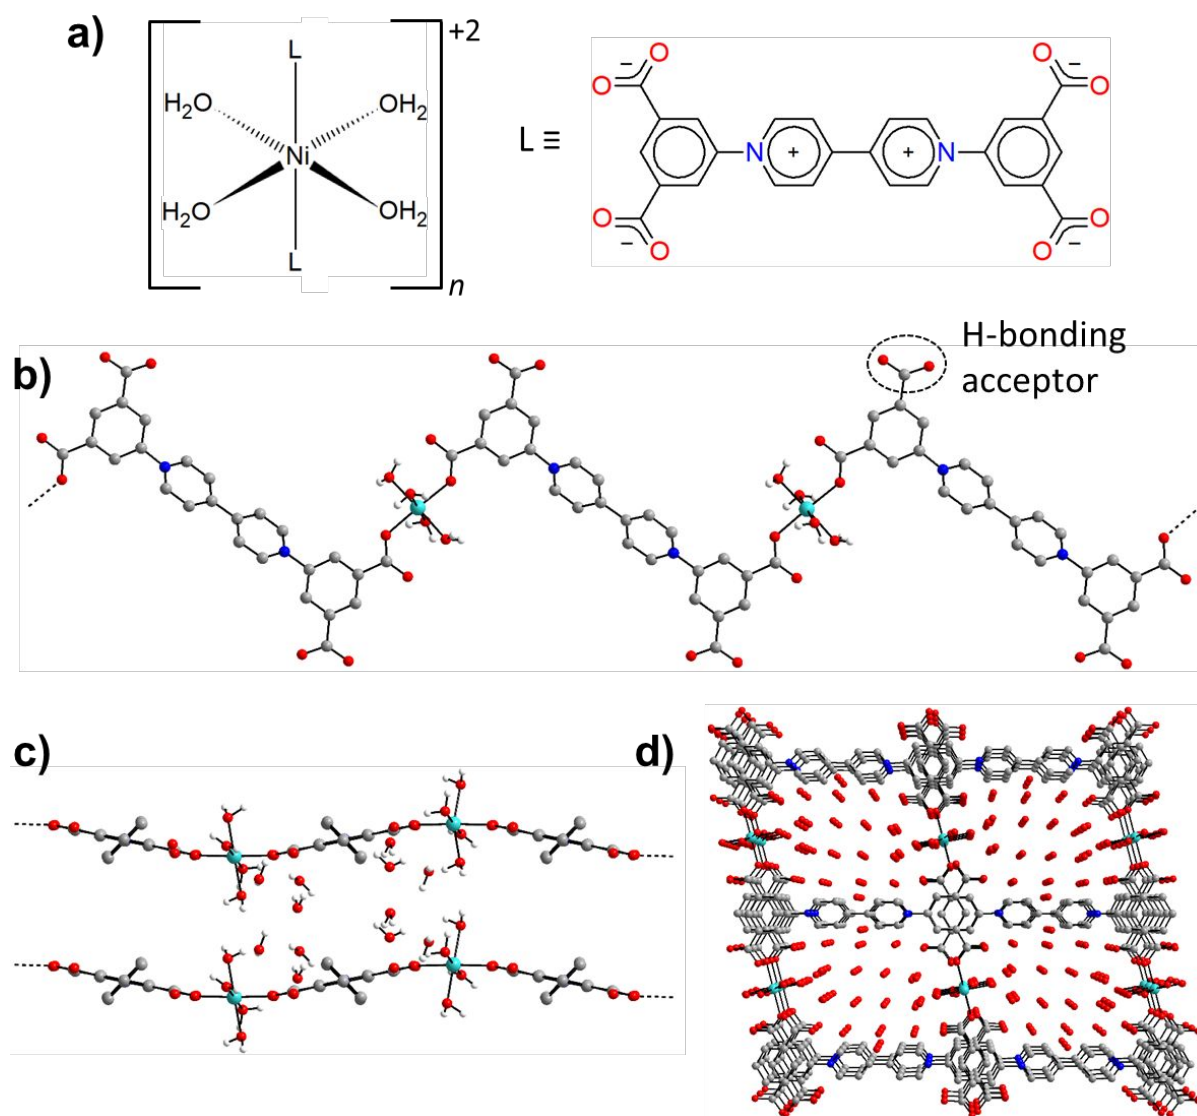 a)
+2
L
H₂O
OH₂
Ni
H₂O
OH₂
L
n
L ≡
O
−
O
−
O
O
N
+
+
N
O
−
O
−
O
O
b)
H-bonding
acceptor
c)
d)